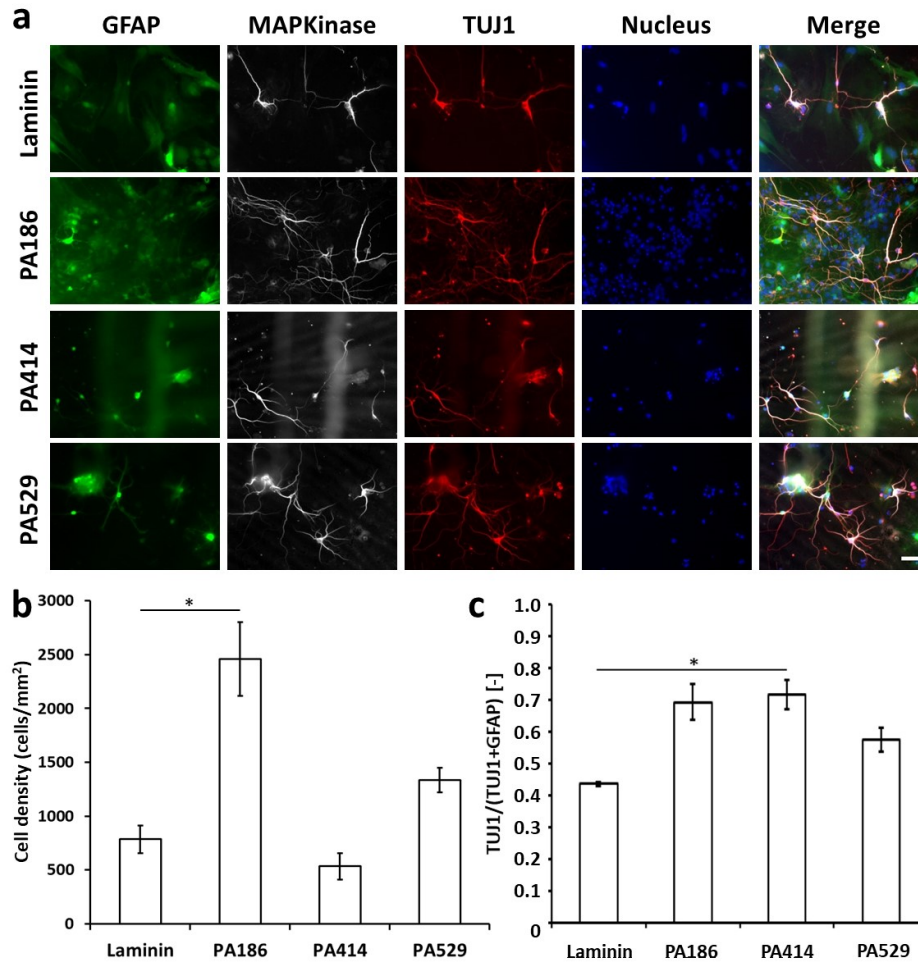 a
GFAP MAPKinase TUJ1 Nucleus Merge
Laminin
PA186
PA414
PA529
b
Cell density (cells/mm²)
3000
2500
2000
1500
1000
500
0
*
Laminin PA186 PA414 PA529
c
TUJ1/(TUJ1+GFAP) [-]
1.0
0.9
0.8
0.7
0.6
0.5
0.4
0.3
0.2
0.1
0
*
Laminin PA186 PA414 PA529